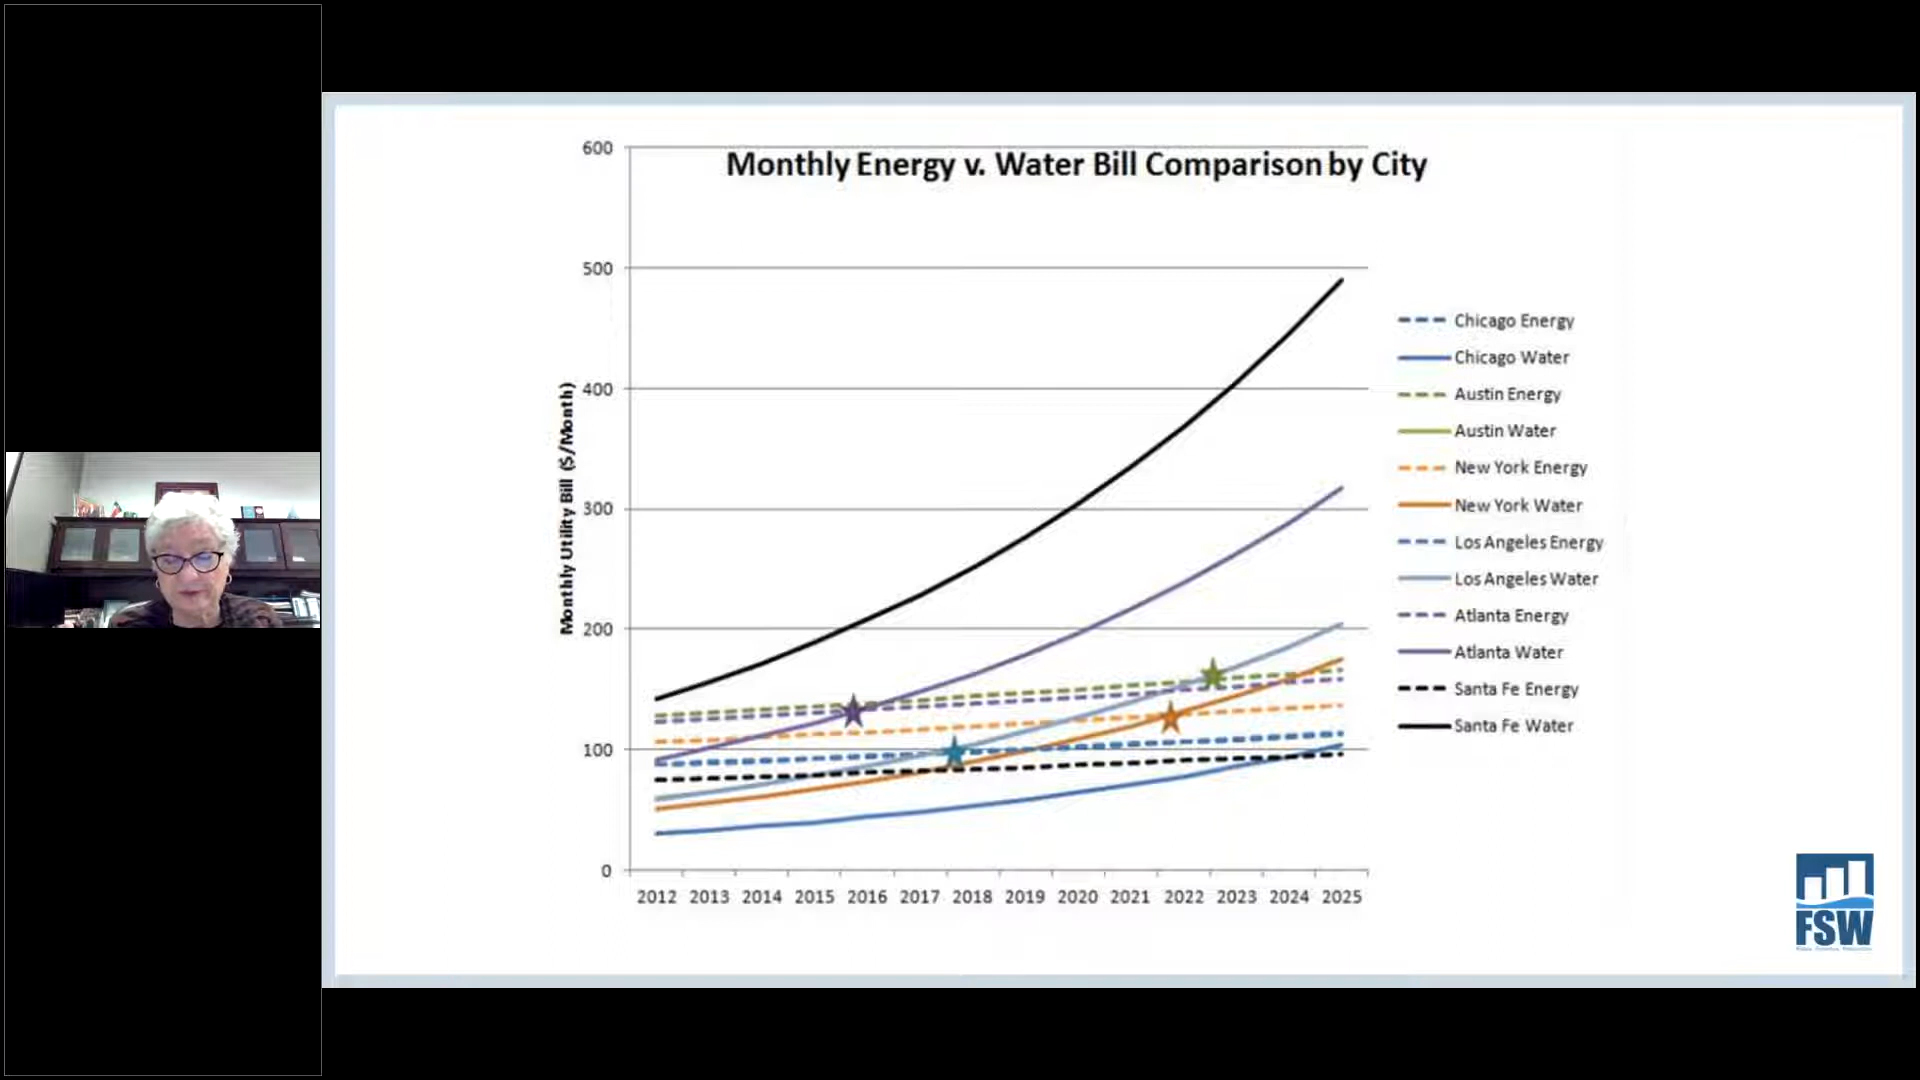 Monthly Energy v. Water Bill Comparison by City
Monthly Utility Bill ($/Month)
600
500
400
300
200
100
0
2012 2013 2014 2015 2016 2017 2018 2019 2020 2021 2022 2023 2024 2025
Chicago Energy
Chicago Water
Austin Energy
Austin Water
New York Energy
New York Water
Los Angeles Energy
Los Angeles Water
Atlanta Energy
Atlanta Water
Santa Fe Energy
Santa Fe Water
FSW